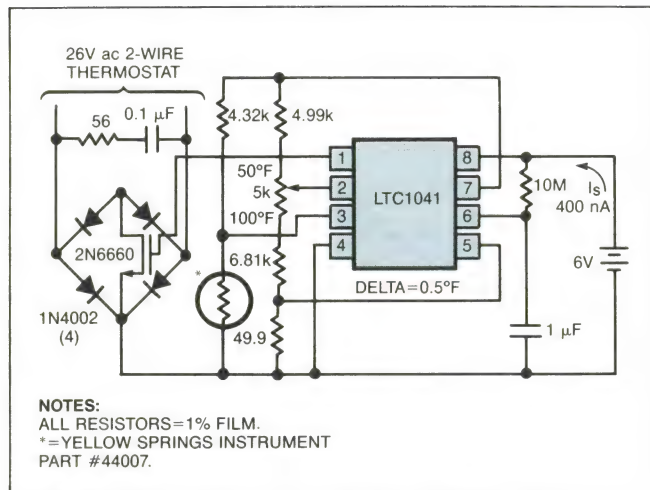 26V ac 2-WIRE
THERMOSTAT
56
0.1 µF
4.32k
4.99k
50°F
5k
100°F
1
2
3
4
LTC1041
8
7
6
5
10M
IS
400 nA
6V
2N6660
*
6.81k
DELTA=0.5°F
1N4002
(4)
49.9
1 µF
NOTES:
ALL RESISTORS=1% FILM.
*=YELLOW SPRINGS INSTRUMENT
PART #44007.